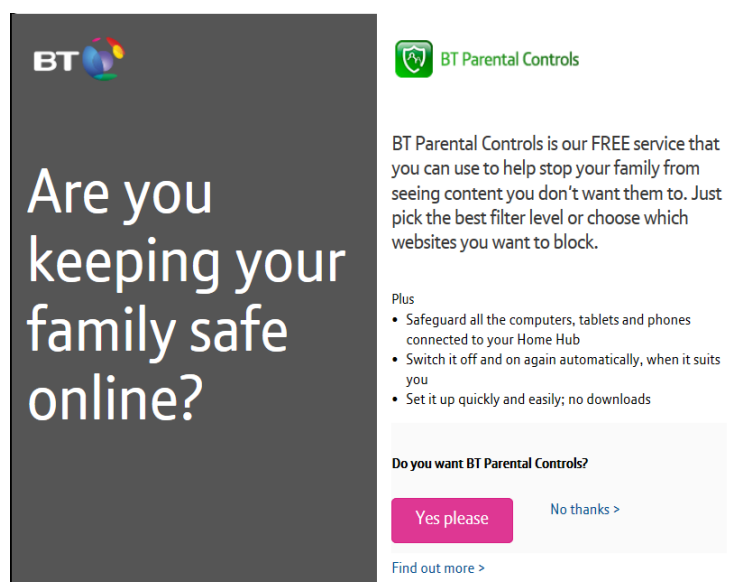 BT
Are you
keeping your
family safe
online?
BT Parental Controls
BT Parental Controls is our FREE service that
you can use to help stop your family from
seeing content you don't want them to. Just
pick the best filter level or choose which
websites you want to block.
Plus
• Safeguard all the computers, tablets and phones
connected to your Home Hub
• Switch it off and on again automatically, when it suits
you
• Set it up quickly and easily; no downloads
Do you want BT Parental Controls?
Yes please
No thanks >
Find out more >